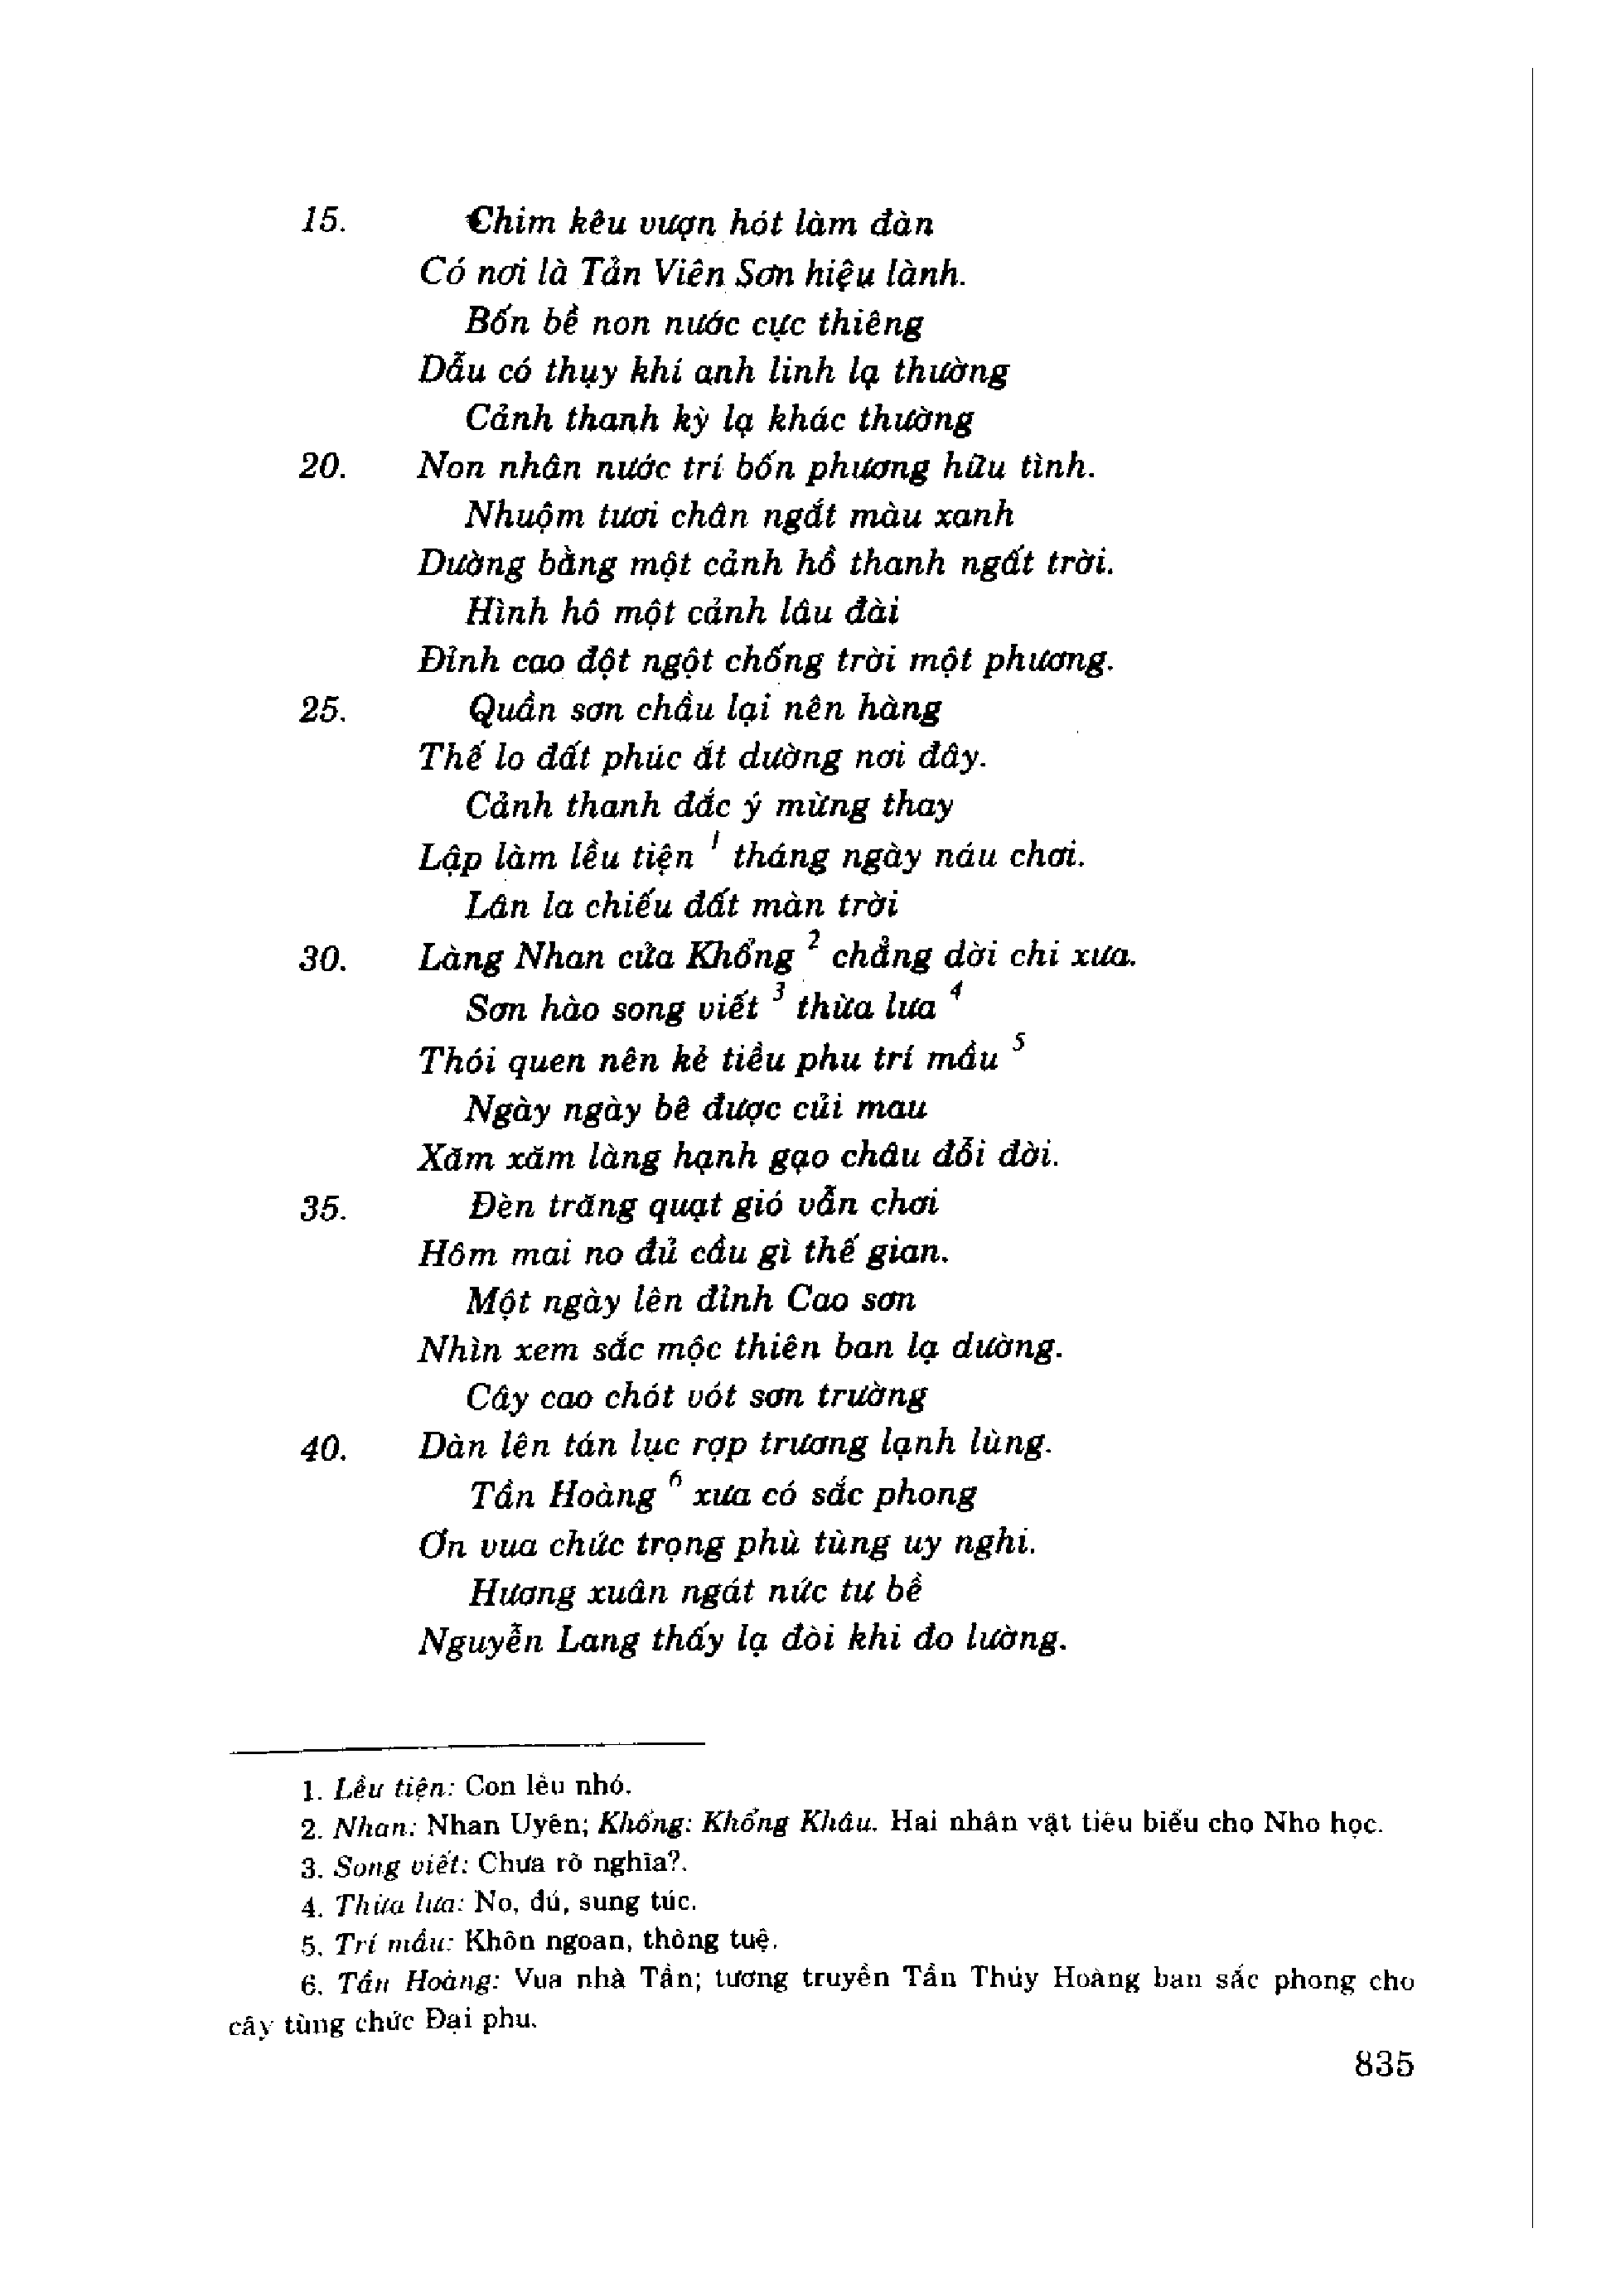 15. Chim kêu vượn hót làm đàn
Có nơi là Tản Viên Sơn hiệu lành.
Bốn bề non nước cực thiêng
Dẫu có thụy khí anh linh lạ thường
Cảnh thanh kỳ lạ khác thường
20. Non nhân nước trí bốn phương hữu tình.
Nhuộm tươi chân ngắt màu xanh
Dường bằng một cảnh hồ thanh ngất trời.
Hình hô một cảnh lâu đài
Đỉnh cao đột ngột chống trời một phương.
25. Quần sơn chầu lại nên hàng
Thế lo đất phúc ắt dường nơi đây.
Cảnh thanh đắc ý mừng thay
Lập làm lều tiện 1 tháng ngày náu chơi.
Lân la chiếu đất màn trời
30. Làng Nhan cửa Khổng 2 chẳng dời chi xưa.
Sơn hào song viết 3 thừa lưa 4
Thói quen nên kẻ tiều phu trí mầu 5
Ngày ngày bê được củi mau
Xăm xăm làng hạnh gạo châu đổi đời.
35. Đèn trăng quạt gió vẫn chơi
Hôm mai no đủ cầu gì thế gian.
Một ngày lên đỉnh Cao sơn
Nhìn xem sắc mộc thiên ban lạ dường.
Cây cao chót vót sơn trường
40. Dàn lên tán lục rợp trương lạnh lùng.
Tần Hoàng 6 xưa có sắc phong
Ơn vua chức trọng phù tùng uy nghi.
Hương xuân ngát nức tư bề
Nguyễn Lang thấy lạ đòi khi đo lường.
1. Lều tiện: Con lều nhỏ.
2. Nhan: Nhan Uyên; Khổng: Khổng Khâu. Hai nhân vật tiêu biểu cho Nho học.
3. Song viết: Chưa rõ nghĩa?.
4. Thừa lưa: No, đủ, sung túc.
5. Trí mầu: Khôn ngoan, thông tuệ.
6. Tần Hoàng: Vua nhà Tần; tương truyền Tần Thủy Hoàng ban sắc phong cho
cây tùng chức Đại phu.
835